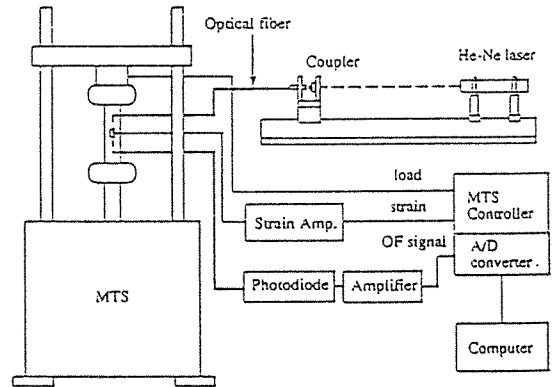 Optical fiber
Coupler
He-Ne laser
load
strain
MTS
Controller
Strain Amp.
OF signal
A/D
converter.
MTS
Photodiode
Amplifier
Computer